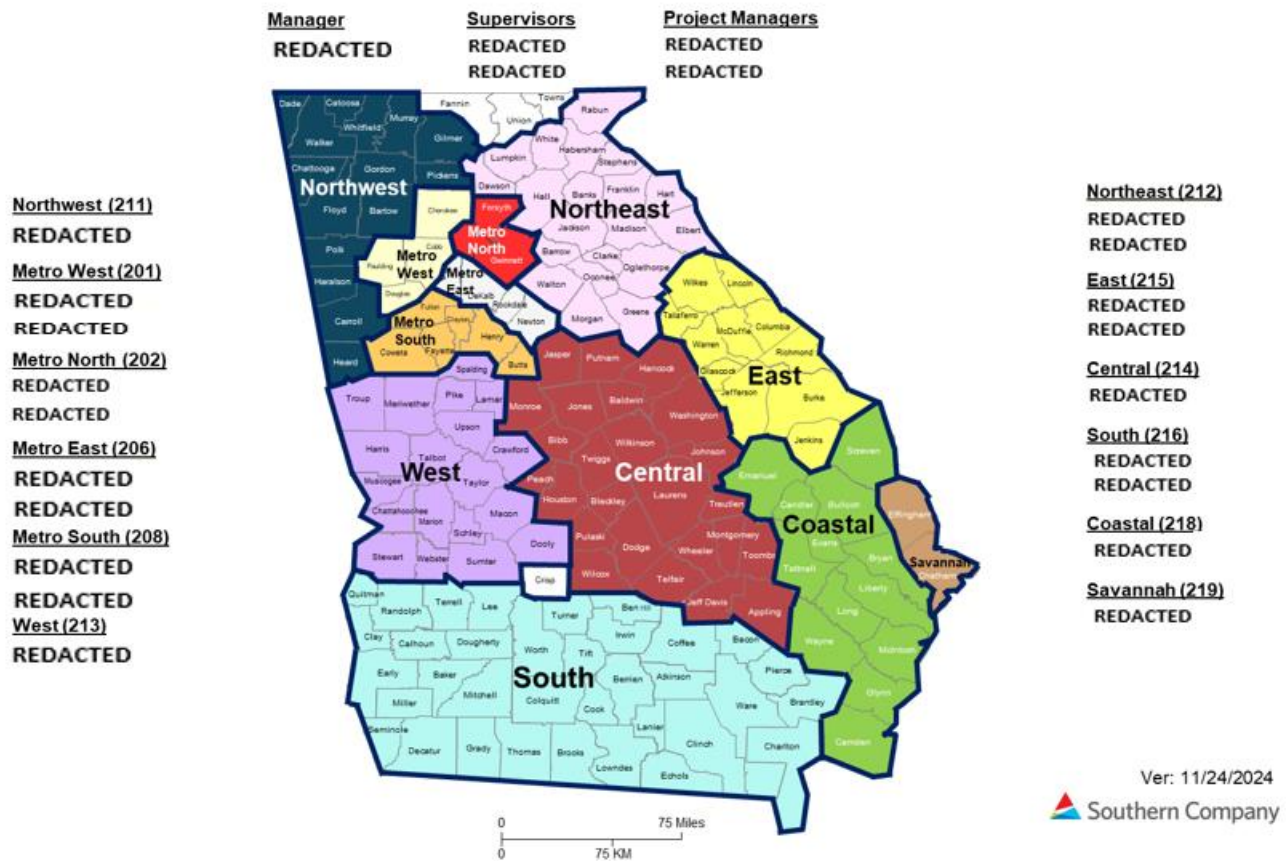 Manager
REDACTED
Supervisors
REDACTED
REDACTED
Project Managers
REDACTED
REDACTED
Northwest (211)
REDACTED
Metro West (201)
REDACTED
REDACTED
Metro North (202)
REDACTED
REDACTED
Metro East (206)
REDACTED
REDACTED
Metro South (208)
REDACTED
REDACTED
West (213)
REDACTED
Northwest
Dade
Catoosa
Whitfield
Murray
Walker
Gilmer
Chattooga
Gordon
Pickens
Floyd
Bartow
Polk
Haralson
Carroll
Heard
Fannin
Union
Towns
Northeast
Rabun
White
Habersham
Lumpkin
Stephens
Dawson
Hall
Banks
Franklin
Hart
Jackson
Madison
Elbert
Barrow
Clarke
Oglethorpe
Oconee
Walton
Morgan
Greene
Metro
West
Cherokee
Cobb
Paulding
Douglas
Metro
North
Forsyth
Gwinnett
Metro
East
DeKalb
Rockdale
Newton
Metro
South
Fulton
Clayton
Henry
Fayette
Coweta
Butts
East
Wilkes
Lincoln
Taliaferro
McDuffie
Columbia
Warren
Richmond
Glascock
Jefferson
Burke
Jenkins
West
Spalding
Troup
Meriwether
Pike
Lamar
Upson
Harris
Talbot
Crawford
Muscogee
Taylor
Chattahoochee
Marion
Macon
Schley
Stewart
Webster
Sumter
Dooly
Crisp
Central
Jasper
Putnam
Hancock
Monroe
Jones
Baldwin
Washington
Bibb
Wilkinson
Twiggs
Johnson
Peach
Houston
Bleckley
Laurens
Treutlen
Pulaski
Dodge
Montgomery
Wheeler
Toombs
Wilcox
Telfair
Jeff Davis
Appling
Coastal
Screven
Emanuel
Candler
Bulloch
Evans
Tattnall
Bryan
Liberty
Long
Wayne
McIntosh
Glynn
Camden
Savannah
Effingham
Chatham
South
Quitman
Randolph
Terrell
Lee
Turner
Ben Hill
Irwin
Coffee
Bacon
Clay
Calhoun
Dougherty
Worth
Tift
Pierce
Early
Baker
Mitchell
Colquitt
Berrien
Atkinson
Ware
Brantley
Miller
Cook
Lanier
Seminole
Decatur
Grady
Thomas
Brooks
Lowndes
Echols
Clinch
Charlton
Northeast (212)
REDACTED
REDACTED
East (215)
REDACTED
REDACTED
Central (214)
REDACTED
South (216)
REDACTED
REDACTED
Coastal (218)
REDACTED
Savannah (219)
REDACTED
0 75 Miles
0 75 KM
Ver: 11/24/2024
Southern Company